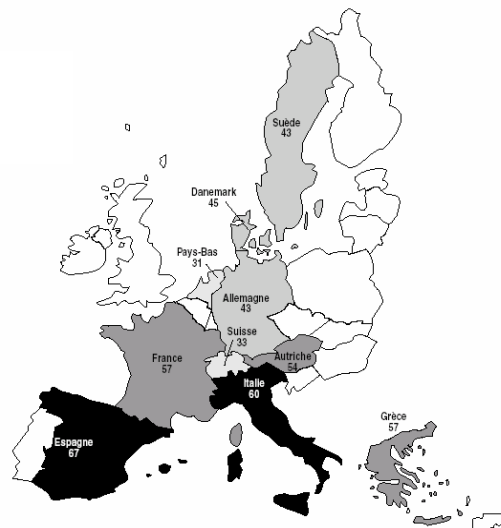 Suède
43
Danemark
45
Pays-Bas
31
Allemagne
43
Suisse
33
France
57
Autriche
54
Italie
60
Espagne
67
Grèce
57